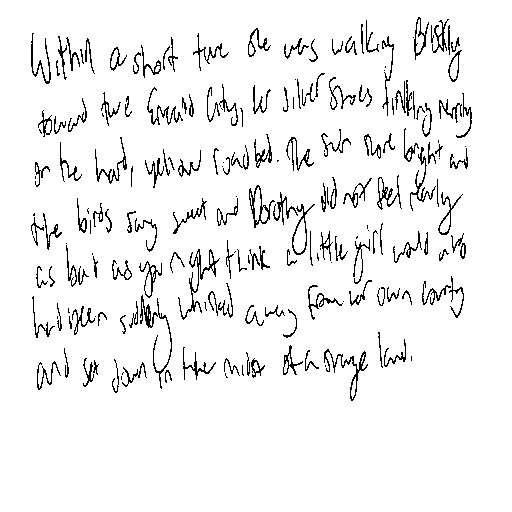 Within a short time she was walking briskly
toward the Emerald City, her silver shoes tinkling merrily
on the hard, yellow roadbed. The sun shone bright and
the birds sang sweet and Dorothy did not feel nearly
as bad as you might think a little girl would who
had been suddenly whisked away from her own country
and set down in the midst of a strange land.